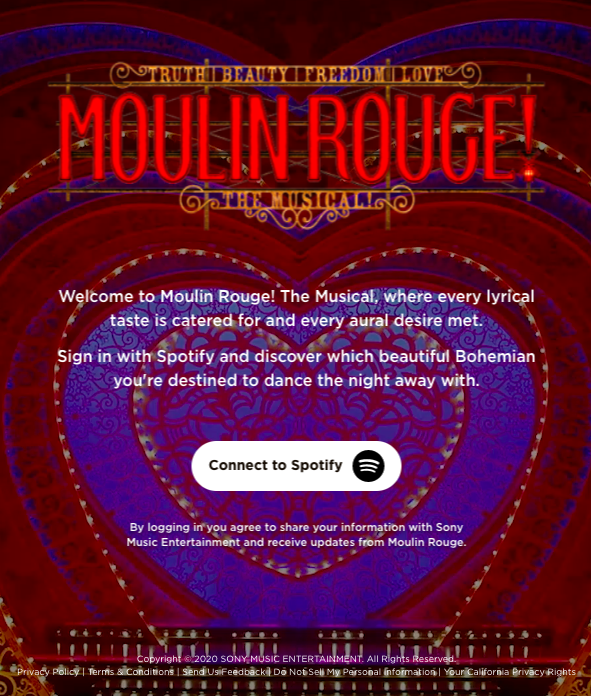 TRUTH | BEAUTY | FREEDOM | LOVE
MOULIN ROUGE!
THE MUSICAL!
Welcome to Moulin Rouge! The Musical, where every lyrical
taste is catered for and every aural desire met.
Sign in with Spotify and discover which beautiful Bohemian
you're destined to dance the night away with.
Connect to Spotify
By logging in you agree to share your information with Sony
Music Entertainment and receive updates from Moulin Rouge.
Copyright © 2020 SONY MUSIC ENTERTAINMENT. All Rights Reserved.
Privacy Policy | Terms & Conditions | Send Us Feedback | Do Not Sell My Personal Information | Your California Privacy Rights